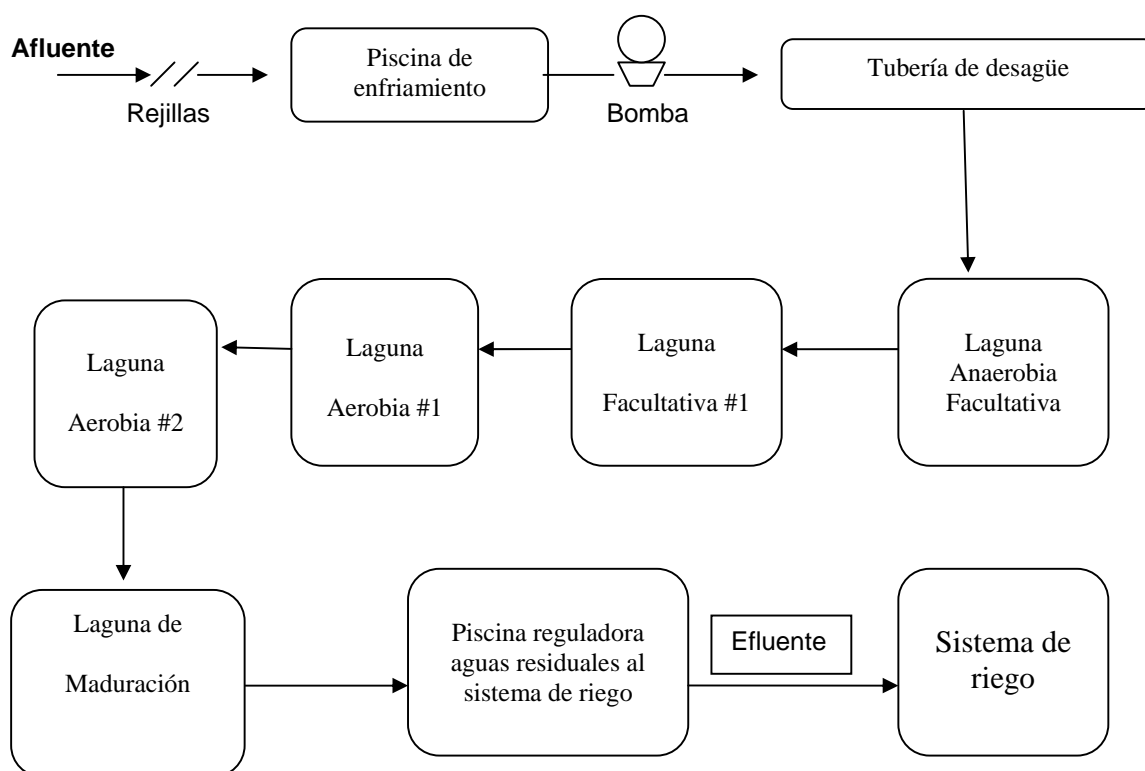 Afluente
Rejillas
Piscina de
enfriamiento
Bomba
Tubería de desagüe
Laguna
Aerobia #2
Laguna
Aerobia #1
Laguna
Facultativa #1
Laguna
Anaerobia
Facultativa
Laguna de
Maduración
Piscina reguladora
aguas residuales al
sistema de riego
Efluente
Sistema de
riego